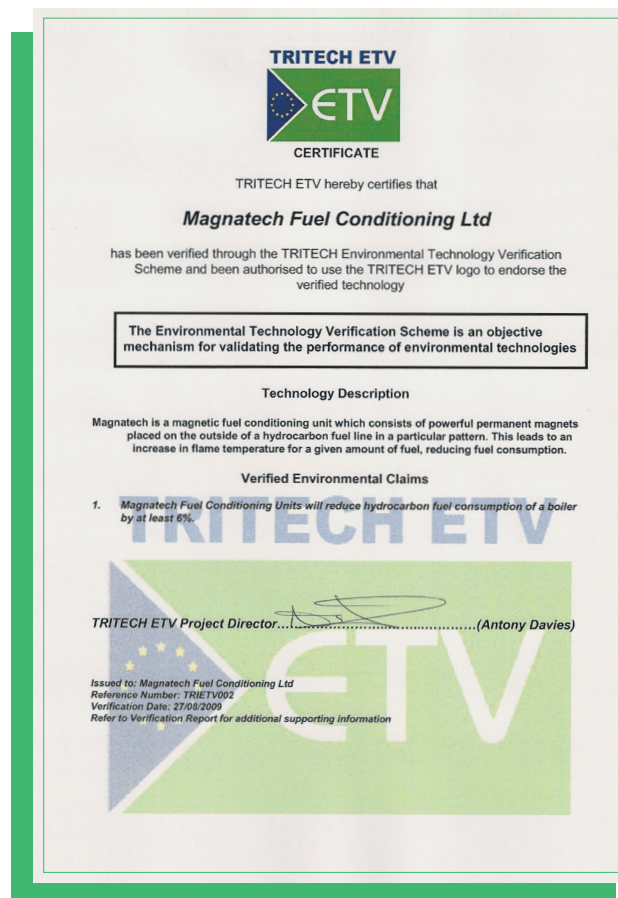 TRITECH ETV
ETV
CERTIFICATE
TRITECH ETV hereby certifies that
Magnatech Fuel Conditioning Ltd
has been verified through the TRITECH Environmental Technology Verification
Scheme and been authorised to use the TRITECH ETV logo to endorse the
verified technology
The Environmental Technology Verification Scheme is an objective
mechanism for validating the performance of environmental technologies
Technology Description
Magnatech is a magnetic fuel conditioning unit which consists of powerful permanent magnets
placed on the outside of a hydrocarbon fuel line in a particular pattern. This leads to an
increase in flame temperature for a given amount of fuel, reducing fuel consumption.
Verified Environmental Claims
1. Magnatech Fuel Conditioning Units will reduce hydrocarbon fuel consumption of a boiler
by at least 6%.
TRITECH ETV
TRITECH ETV Project Director....................................(Antony Davies)
ETV
Issued to: Magnatech Fuel Conditioning Ltd
Reference Number: TRIETV002
Verification Date: 27/08/2009
Refer to Verification Report for additional supporting information